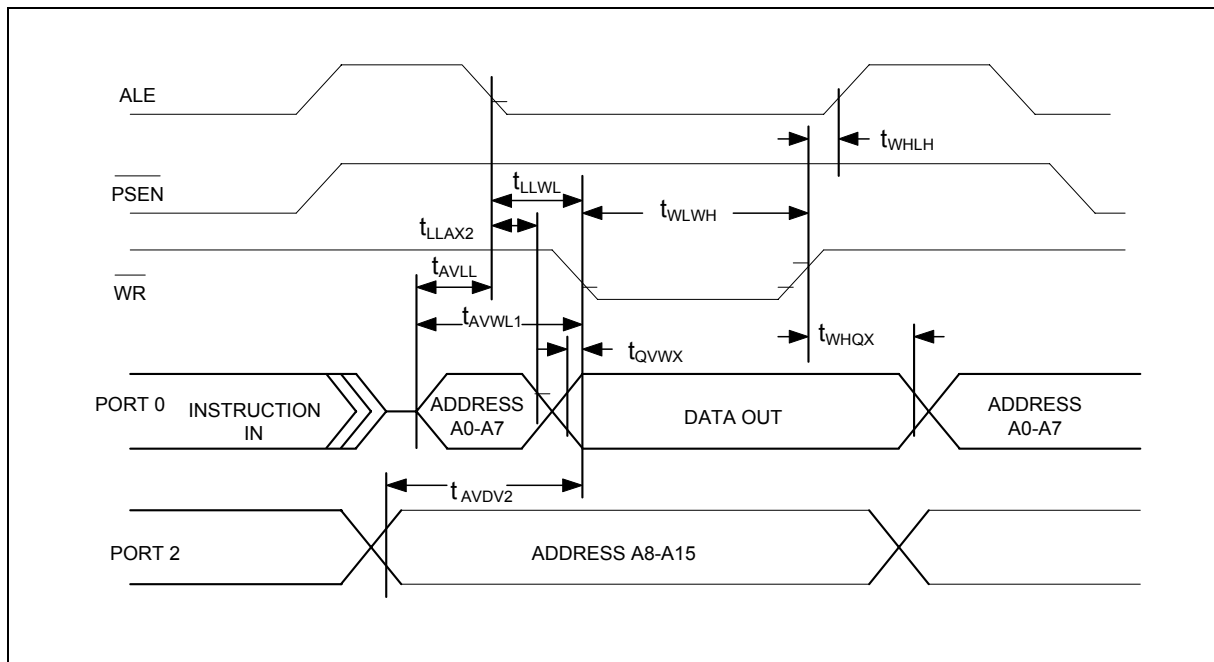 ALE
tWHLH
PSEN
tLLWL
tWLWH
tLLAX2
WR
tAVLL
tAVWL1
tWHQX
tQVWX
PORT 0
INSTRUCTION
IN
ADDRESS
A0-A7
DATA OUT
ADDRESS
A0-A7
tAVDV2
PORT 2
ADDRESS A8-A15